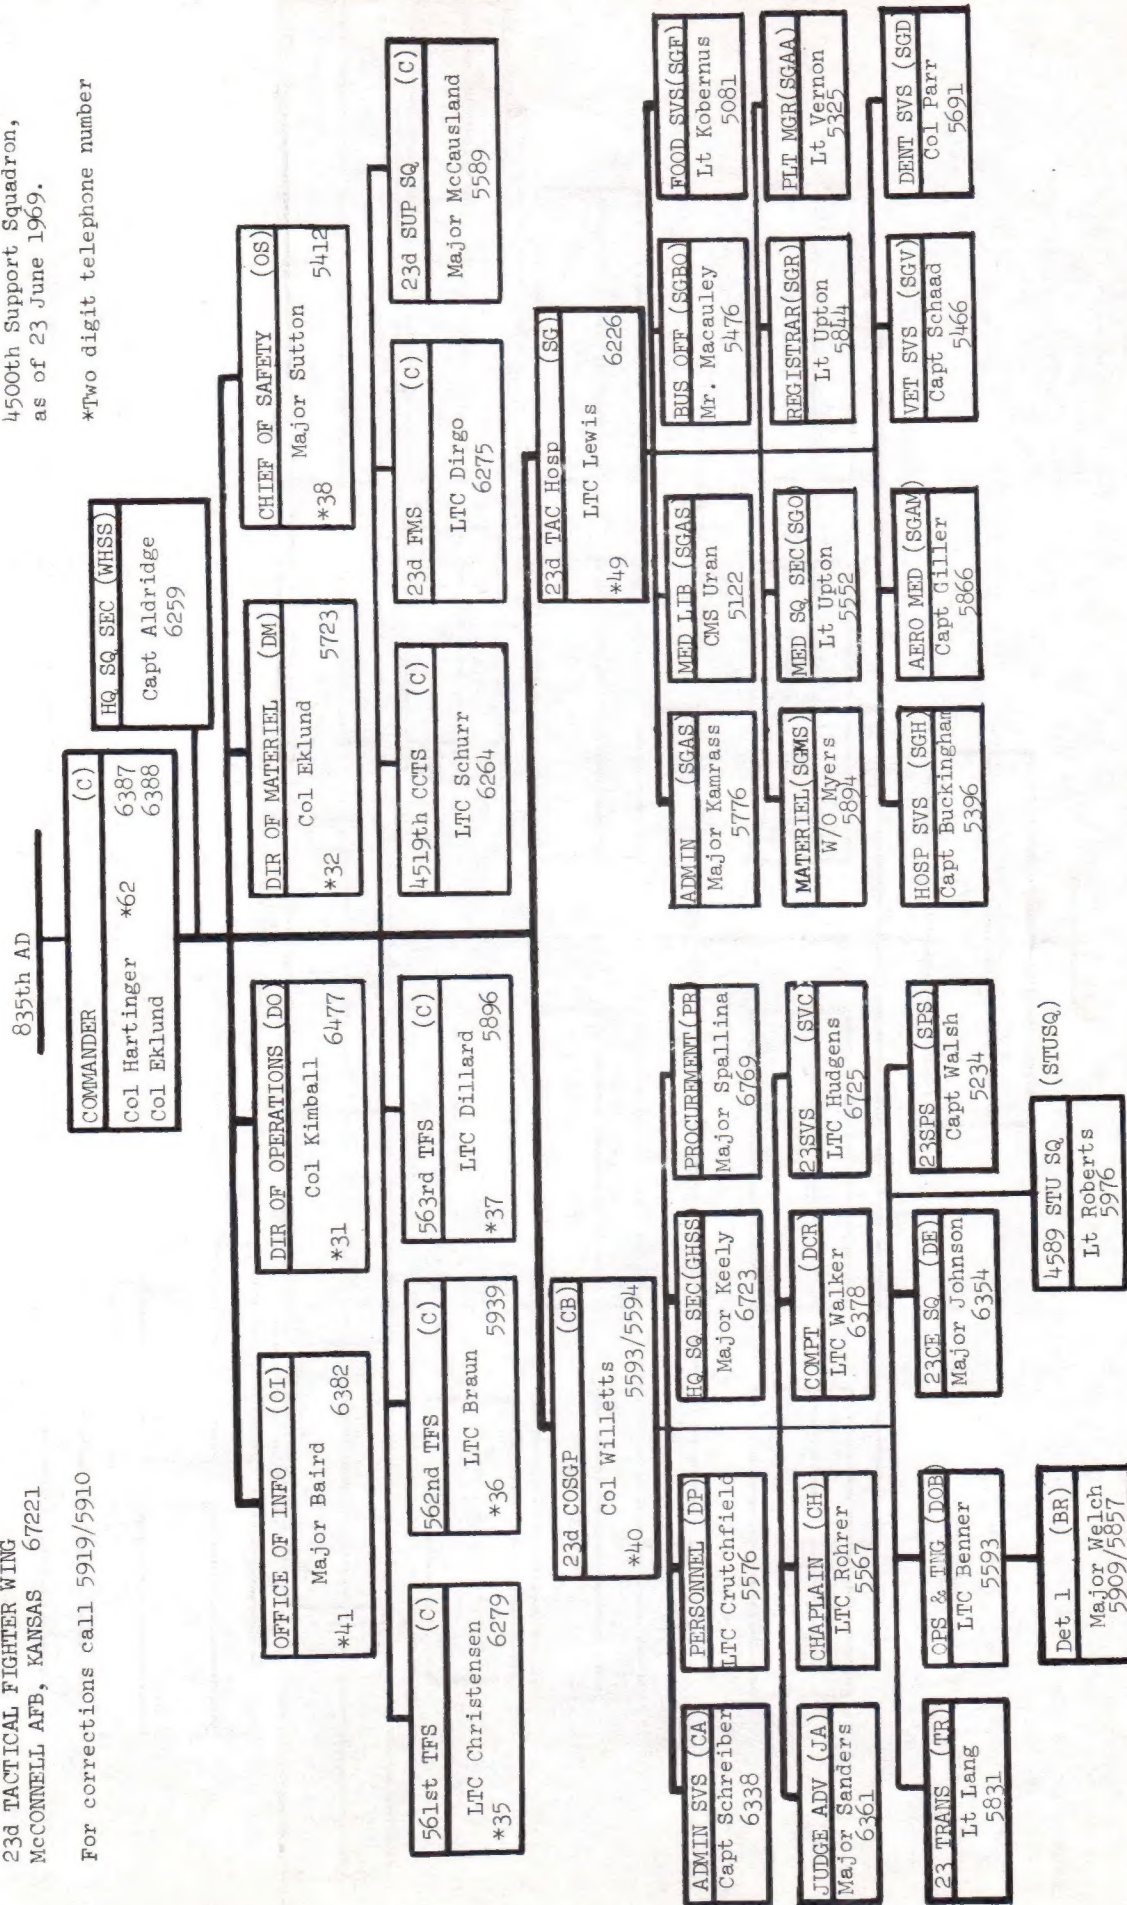 23d TACTICAL FIGHTER WING
McCONNELL AFB, KANSAS 67221
For corrections call 5919/5910
835th AD
4500th Support Squadron,
as of 23 June 1969.
*Two digit telephone number
COMMANDER (C)
Col Hartinger *62 6387
Col Eklund 6388
HQ SQ SEC (WHSS)
Capt Aldridge
6259
OFFICE OF INFO (OI)
Major Baird
*41 6382
DIR OF OPERATIONS (DO)
Col Kimball
*31 6477
DIR OF MATERIEL (DM)
Col Eklund
*32 5723
CHIEF OF SAFETY (OS)
Major Sutton
*38 5412
561st TFS (C)
LTC Christensen
*35 6279
562nd TFS (C)
LTC Braun
*36 5939
563rd TFS (C)
LTC Dillard
*37 5896
4519th CCTS (C)
LTC Schurr
6264
23d FMS (C)
LTC Dirgo
6275
23d SUP SQ (C)
Major McCausland
5589
23d COSGP (CB)
Col Willetts
*40 5593/5594
23d TAC Hosp (SG)
LTC Lewis
*49 6226
ADMIN SVS (CA)
Capt Schreiber
6338
PERSONNEL (DP)
LTC Crutchfield
5576
HQ SQ SEC(GHSS)
Major Keely
6723
PROCUREMENT(PR)
Major Spallina
6769
JUDGE ADV (JA)
Major Sanders
6361
CHAPLAIN (CH)
LTC Rohrer
5567
COMPT (DCR)
LTC Walker
6378
23SVS (SVC)
LTC Hudgens
6725
23 TRANS (TR)
Lt Lang
5831
OPS & TNG (DOB)
LTC Benner
5593
23CE SQ (DE)
Major Johnson
6354
23SPS (SPS)
Capt Walsh
5234
Det 1 (BR)
Major Welch
5909/5857
4589 STU SQ (STUSQ)
Lt Roberts
5976
ADMIN (SGAS)
Major Kamrass
5776
MED LIB (SGAS)
CMS Uran
5122
BUS OFF (SGBO)
Mr. Macauley
5476
FOOD SVS(SGF)
Lt Kobernus
5081
MATERIEL(SGMS)
W/O Myers
5894
MED SQ SEC(SGO)
Lt Upton
5552
REGISTRAR(SGR)
Lt Upton
5844
PLT MGR(SGAA)
Lt Vernon
5325
HOSP SVS (SGH)
Capt Buckingham
5396
AERO MED (SGAM)
Capt Giller
5866
VET SVS (SGV)
Capt Schaad
5466
DENT SVS (SGD
Col Parr
5691